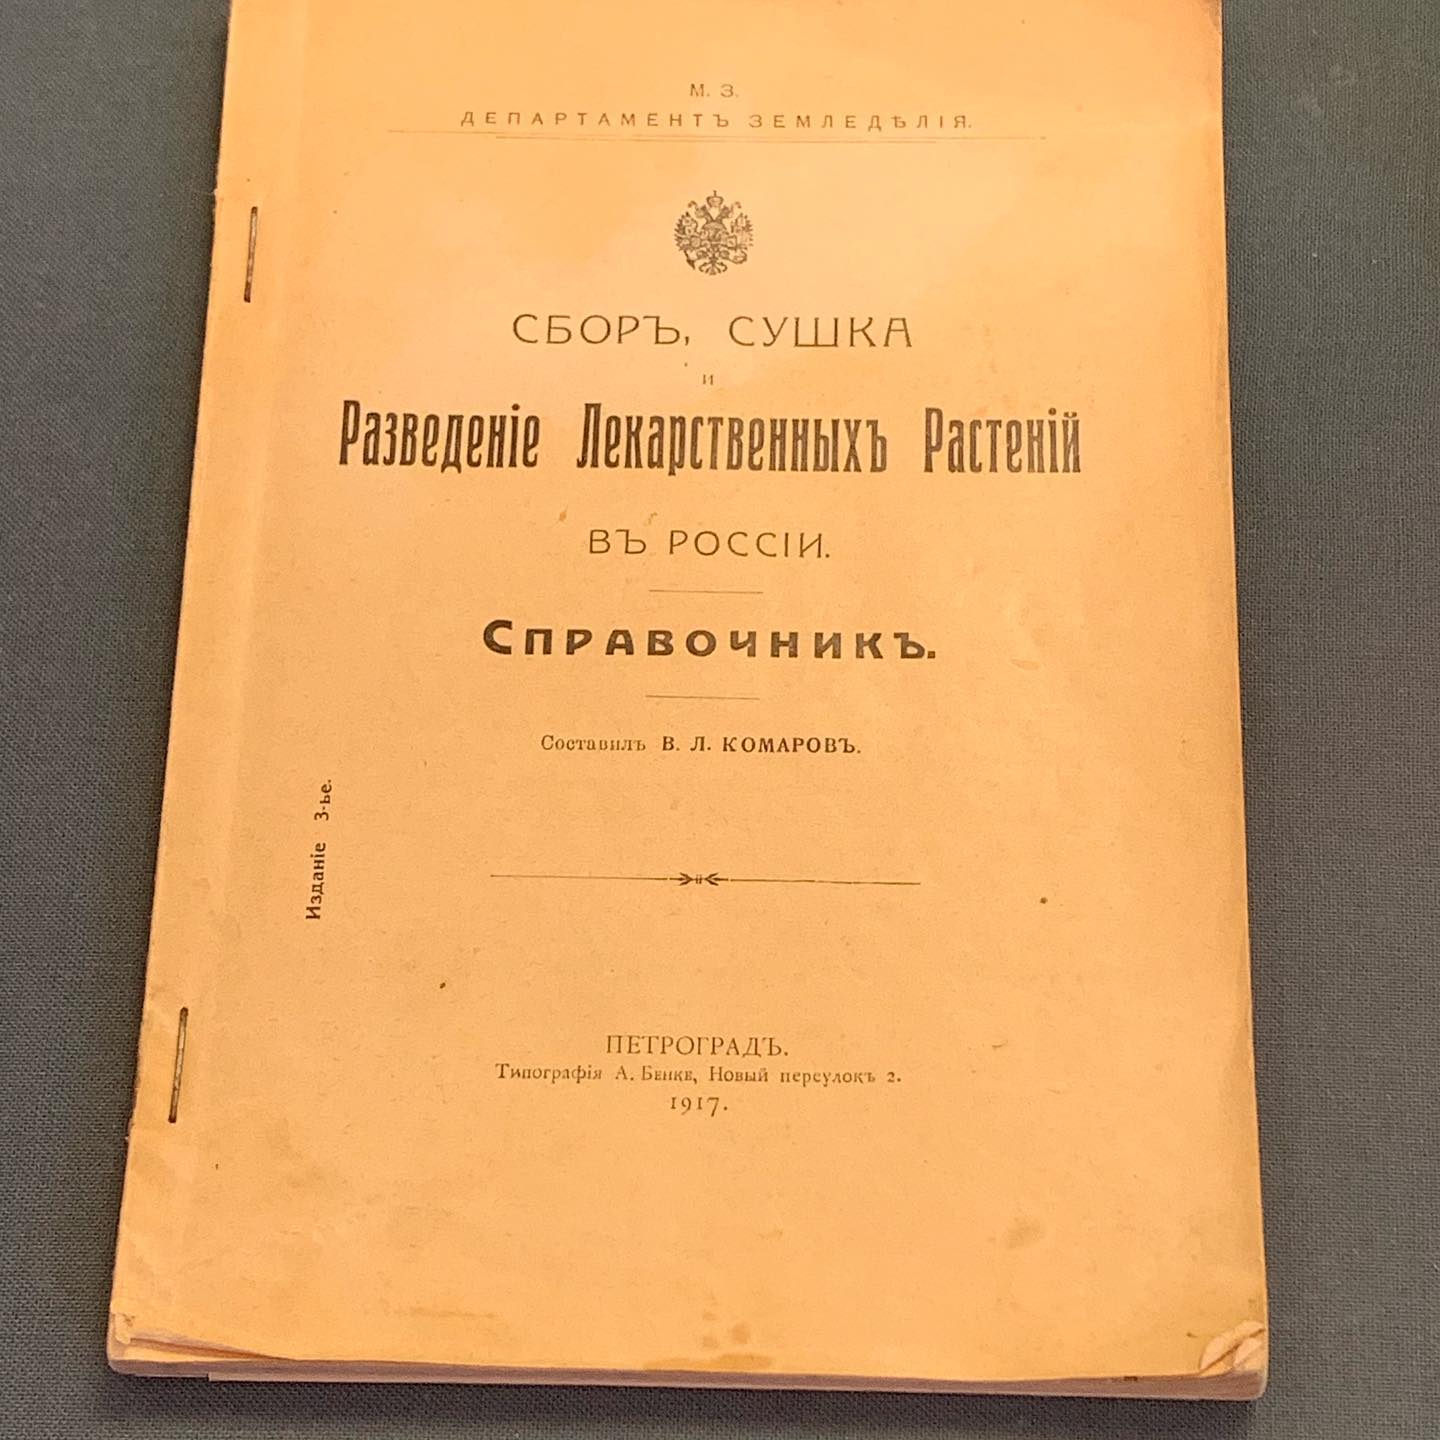 М. З.
ДЕПАРТАМЕНТЪ ЗЕМЛЕДѢЛІЯ.
СБОРЪ, СУШКА
и
Разведеніе Лекарственныхъ Растеній
ВЪ РОССІИ.
СПРАВОЧНИКЪ.
Составилъ В. Л. КОМАРОВЪ.
Изданіе 3-ье.
ПЕТРОГРАДЪ.
Типографія А. Бенке, Новый переулокъ 2.
1917.